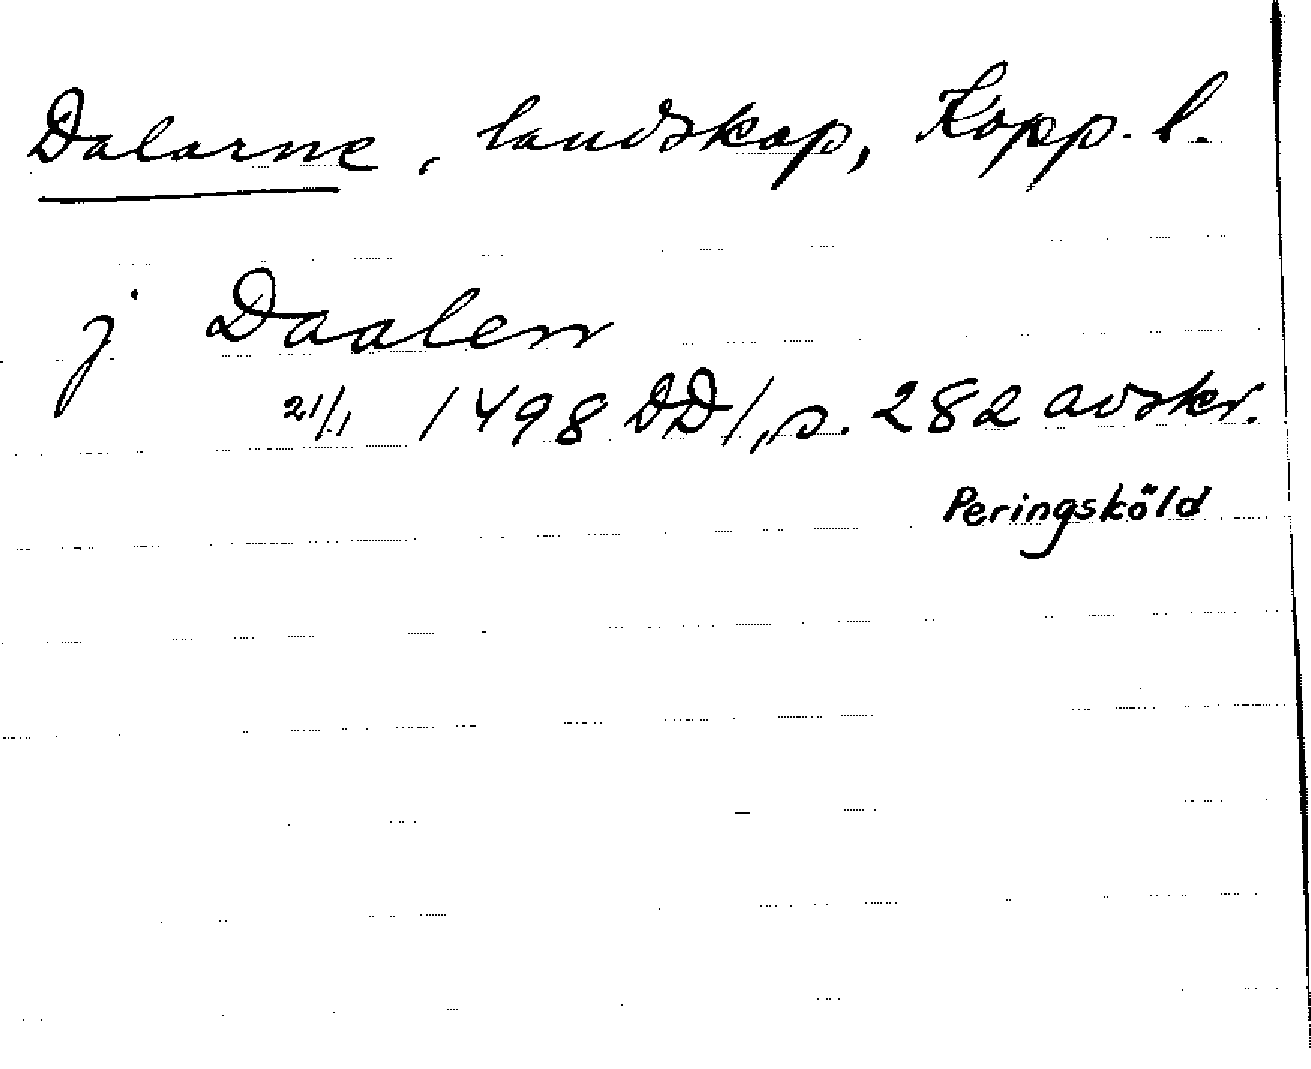 Dalarne, landskap, Kopp. l.
j Daalen
21/1 1498 DD1, s. 282 avskr.
Peringsköld